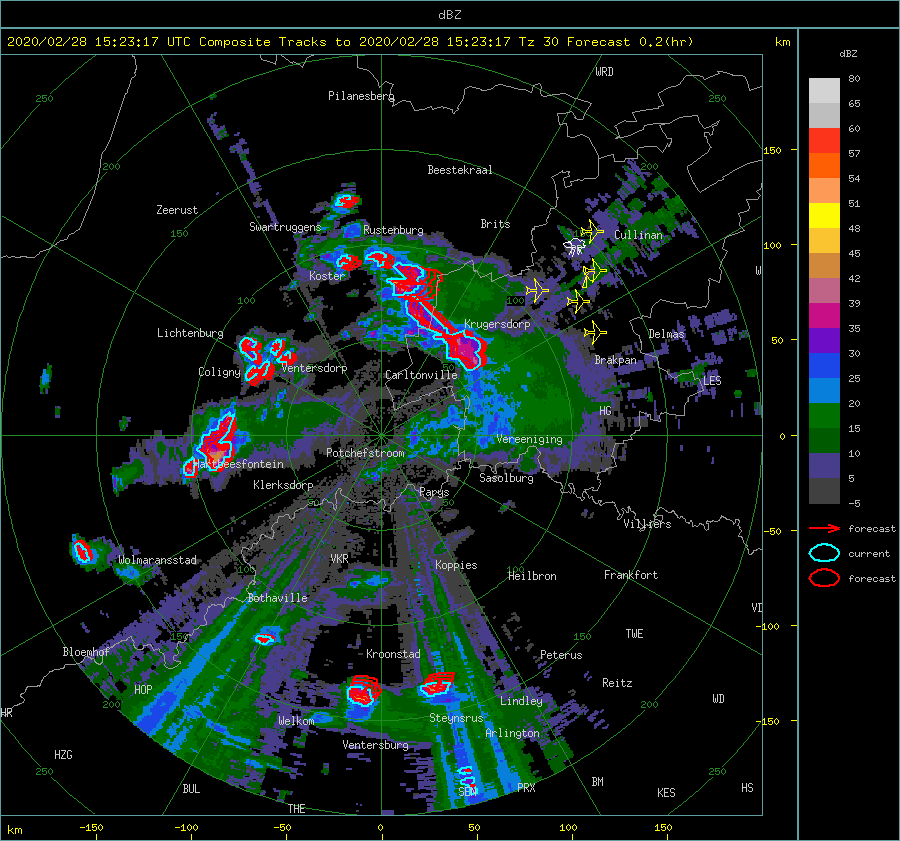 dBZ
2020/02/28 15:23:17 UTC Composite Tracks to 2020/02/28 15:23:17 Tz 30 Forecast 0.2(hr)
km
dBZ
WRD
80
250
Pilanesberg
250
65
60
150
57
200
Beestekraal
200
54
Zeerust
51
Swartruggens
Rustenburg
Brits
150
Cullinan
48
100
45
Koster
W
42
100
100
39
Lichtenburg
Krugersdorp
Delmas
35
50
Brakpan
30
Coligny
Ventersdorp
Carltonville
LES
25
HG
20
0
Vereeniging
15
Potchefstroom
10
Hartbeesfontein
Klerksdorp
Sasolburg
5
Parys
-5
50
Villiers
forecast
-50
VKR
current
Wolmaransstad
Koppies
100
100
Heilbron
Frankfort
forecast
Bothaville
VI
-100
150
150
TWE
Bloemhof
Kroonstad
Peterus
HOP
Reitz
WD
200
Lindley
200
HR
Welkom
Steynsrus
-150
Arlington
HZG
Ventersburg
250
250
BUL
SBW
PRX
BM
KES
HS
THE
km
-150
-100
-50
0
50
100
150